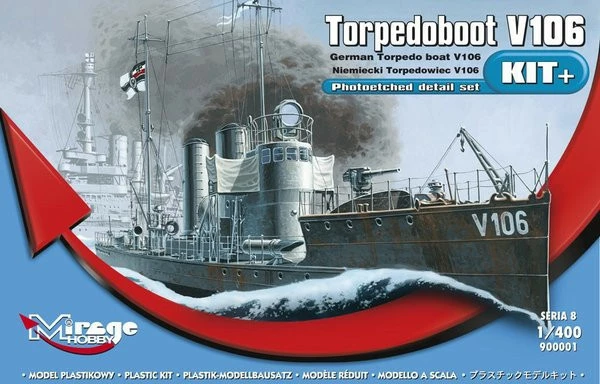 Torpedoboot V106
German Torpedo boat V106
Niemiecki Torpedowiec V106
KIT+
Photoetched detail set
V106
Mirage
HOBBY
SERIA 8
1/400
900001
• MODEL PLASTIKOWY • PLASTIC KIT • PLASTIK-MODELLBAUSATZ • MODÈLE RÉDUIT • MODELLO A SCALA • プラスチックモデルキット •